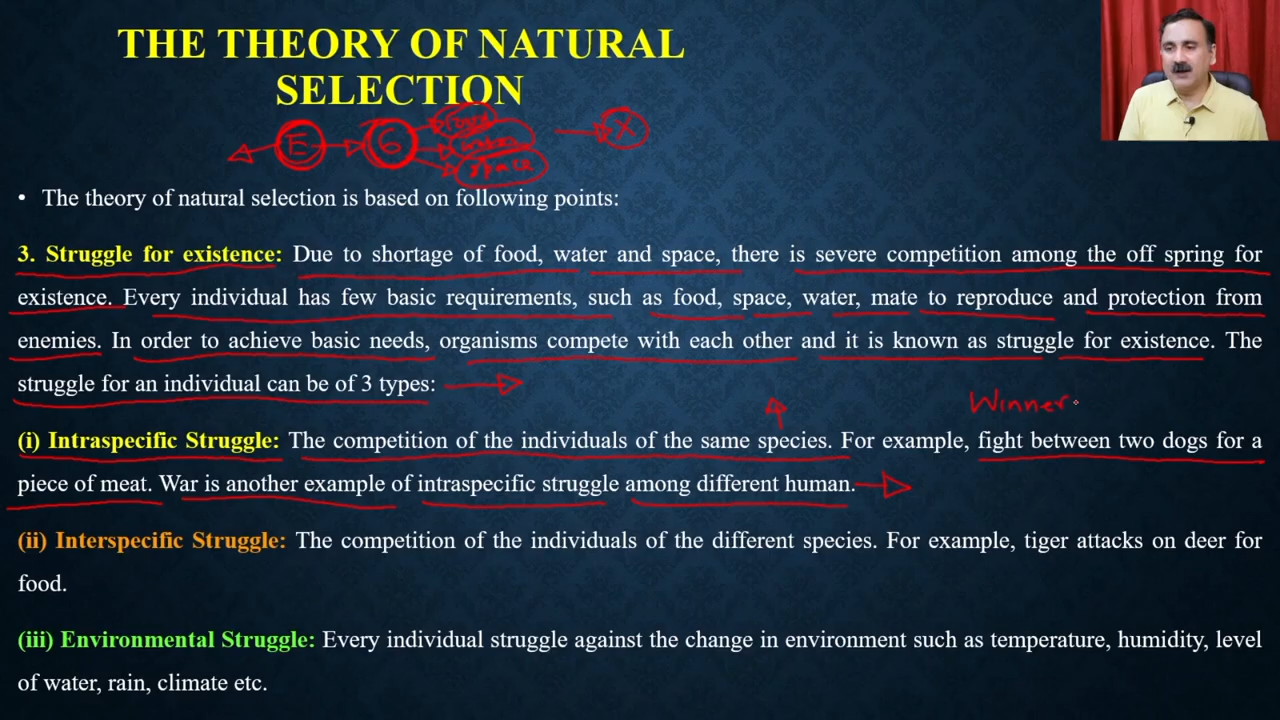 THE THEORY OF NATURAL
SELECTION
E
6
water
space
X
• The theory of natural selection is based on following points:
3. Struggle for existence: Due to shortage of food, water and space, there is severe competition among the off spring for
existence. Every individual has few basic requirements, such as food, space, water, mate to reproduce and protection from
enemies. In order to achieve basic needs, organisms compete with each other and it is known as struggle for existence. The
struggle for an individual can be of 3 types:
Winner
(i) Intraspecific Struggle: The competition of the individuals of the same species. For example, fight between two dogs for a
piece of meat. War is another example of intraspecific struggle among different human.
(ii) Interspecific Struggle: The competition of the individuals of the different species. For example, tiger attacks on deer for
food.
(iii) Environmental Struggle: Every individual struggle against the change in environment such as temperature, humidity, level
of water, rain, climate etc.